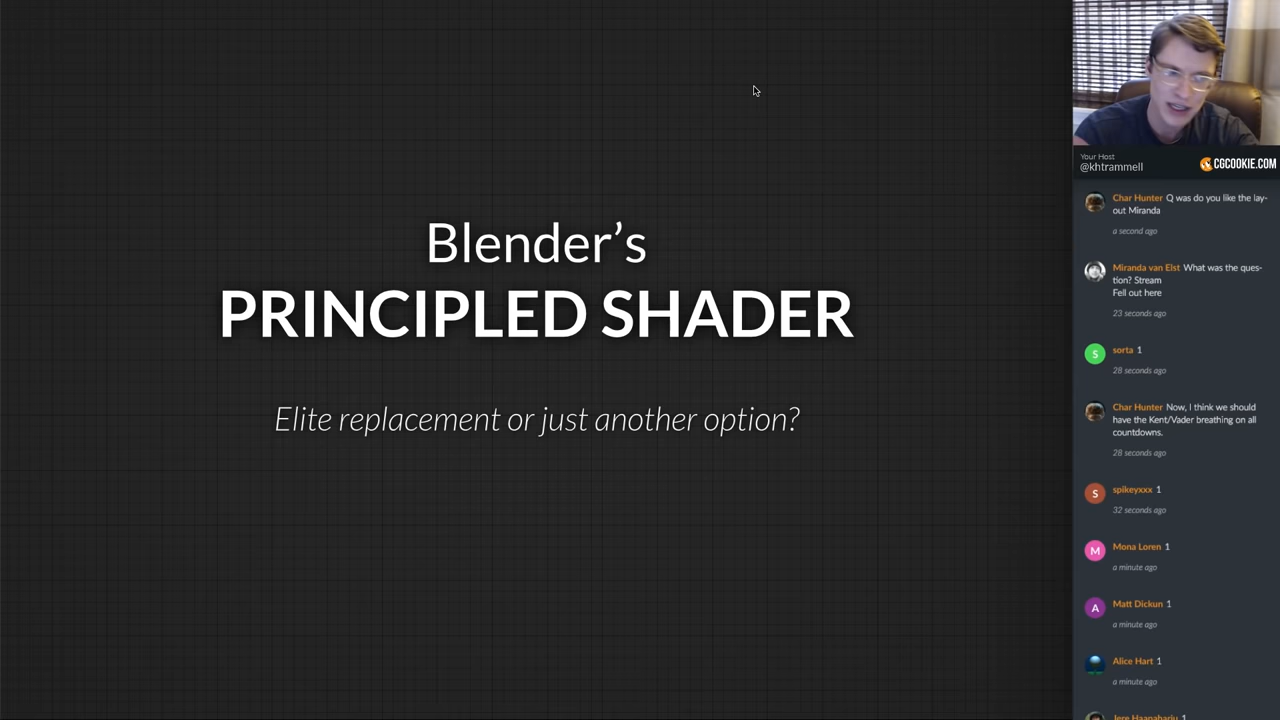 Blender's
PRINCIPLED SHADER
Elite replacement or just another option?
Your Host
@khtrammell
CGCOOKIE.COM
Char Hunter Q was do you like the lay-
out Miranda
a second ago
Miranda van Elst What was the ques-
tion? Stream
Fell out here
23 seconds ago
S
sorta 1
28 seconds ago
Char Hunter Now, I think we should
have the Kent/Vader breathing on all
countdowns.
28 seconds ago
S
spikeyxxx 1
32 seconds ago
M
Mona Loren 1
a minute ago
A
Matt Dickun 1
a minute ago
Alice Hart 1
a minute ago